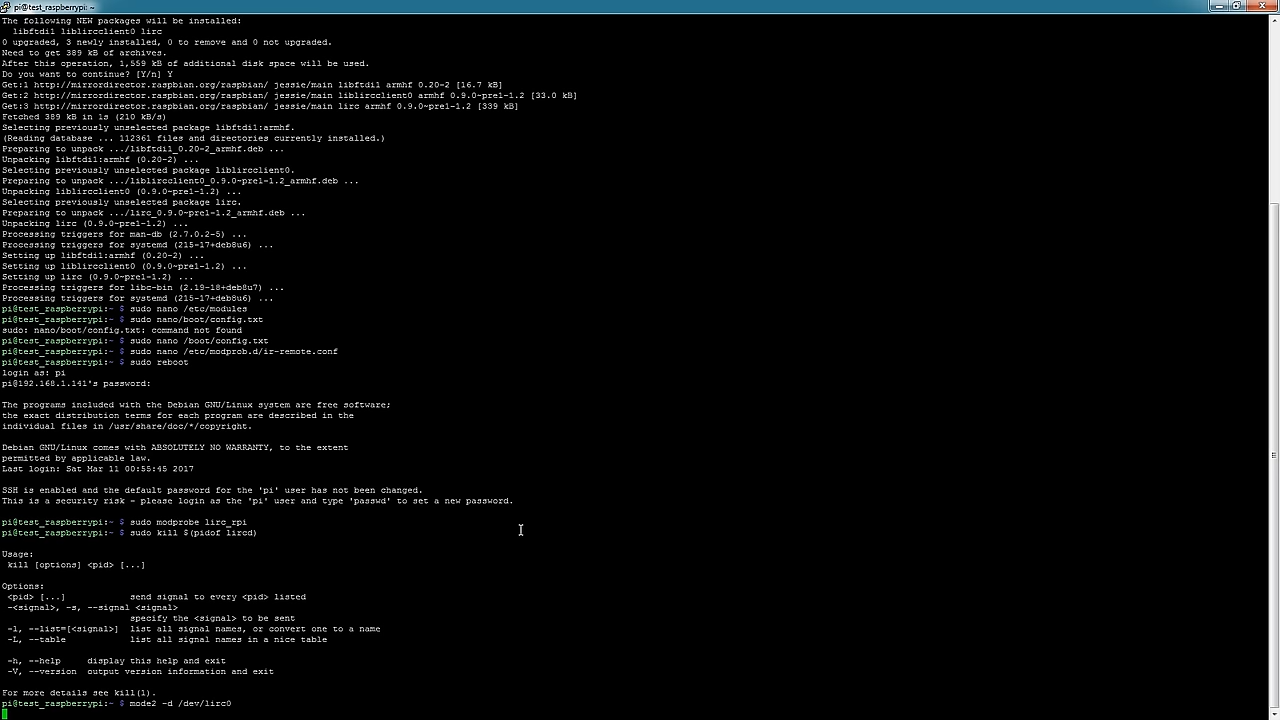 pi@test_raspberrypi: ~
The following NEW packages will be installed:
  libftdi1 liblircclient0 lirc
0 upgraded, 3 newly installed, 0 to remove and 0 not upgraded.
Need to get 389 kB of archives.
After this operation, 1,559 kB of additional disk space will be used.
Do you want to continue? [Y/n] Y
Get:1 http://mirrordirector.raspbian.org/raspbian/ jessie/main libftdi1 armhf 0.20-2 [16.7 kB]
Get:2 http://mirrordirector.raspbian.org/raspbian/ jessie/main liblircclient0 armhf 0.9.0~pre1-1.2 [33.0 kB]
Get:3 http://mirrordirector.raspbian.org/raspbian/ jessie/main lirc armhf 0.9.0~pre1-1.2 [339 kB]
Fetched 389 kB in 1s (210 kB/s)
Selecting previously unselected package libftdi1:armhf.
(Reading database ... 112361 files and directories currently installed.)
Preparing to unpack .../libftdi1_0.20-2_armhf.deb ...
Unpacking libftdi1:armhf (0.20-2) ...
Selecting previously unselected package liblircclient0.
Preparing to unpack .../liblircclient0_0.9.0~pre1-1.2_armhf.deb ...
Unpacking liblircclient0 (0.9.0~pre1-1.2) ...
Selecting previously unselected package lirc.
Preparing to unpack .../lirc_0.9.0~pre1-1.2_armhf.deb ...
Unpacking lirc (0.9.0~pre1-1.2) ...
Processing triggers for man-db (2.7.0.2-5) ...
Processing triggers for systemd (215-17+deb8u6) ...
Setting up libftdi1:armhf (0.20-2) ...
Setting up liblircclient0 (0.9.0~pre1-1.2) ...
Setting up lirc (0.9.0~pre1-1.2) ...
Processing triggers for libc-bin (2.19-18+deb8u7) ...
Processing triggers for systemd (215-17+deb8u6) ...
pi@test_raspberrypi:~ $ sudo nano /etc/modules
pi@test_raspberrypi:~ $ sudo nano/boot/config.txt
sudo: nano/boot/config.txt: command not found
pi@test_raspberrypi:~ $ sudo nano /boot/config.txt
pi@test_raspberrypi:~ $ sudo nano /etc/modprob.d/ir-remote.conf
pi@test_raspberrypi:~ $ sudo reboot
login as: pi
pi@192.168.1.141's password:
The programs included with the Debian GNU/Linux system are free software;
the exact distribution terms for each program are described in the
individual files in /usr/share/doc/*/copyright.
Debian GNU/Linux comes with ABSOLUTELY NO WARRANTY, to the extent
permitted by applicable law.
Last login: Sat Mar 11 00:55:45 2017
SSH is enabled and the default password for the 'pi' user has not been changed.
This is a security risk - please login as the 'pi' user and type 'passwd' to set a new password.
pi@test_raspberrypi:~ $ sudo modprobe lirc_rpi
pi@test_raspberrypi:~ $ sudo kill $(pidof lircd)
Usage:
 kill [options] <pid> [...]
Options:
 <pid> [...]            send signal to every <pid> listed
 -<signal>, -s, --signal <signal>
                        specify the <signal> to be sent
 -l, --list=[<signal>]  list all signal names, or convert one to a name
 -L, --table            list all signal names in a nice table
 -h, --help     display this help and exit
 -V, --version  output version information and exit
For more details see kill(1).
pi@test_raspberrypi:~ $ mode2 -d /dev/lirc0